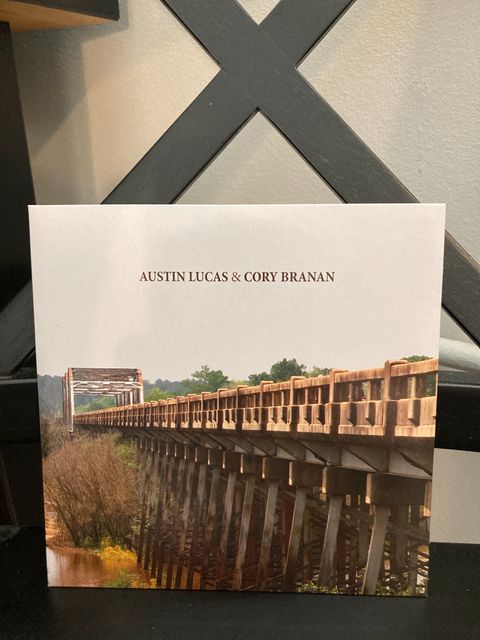 AUSTIN LUCAS & CORY BRANAN